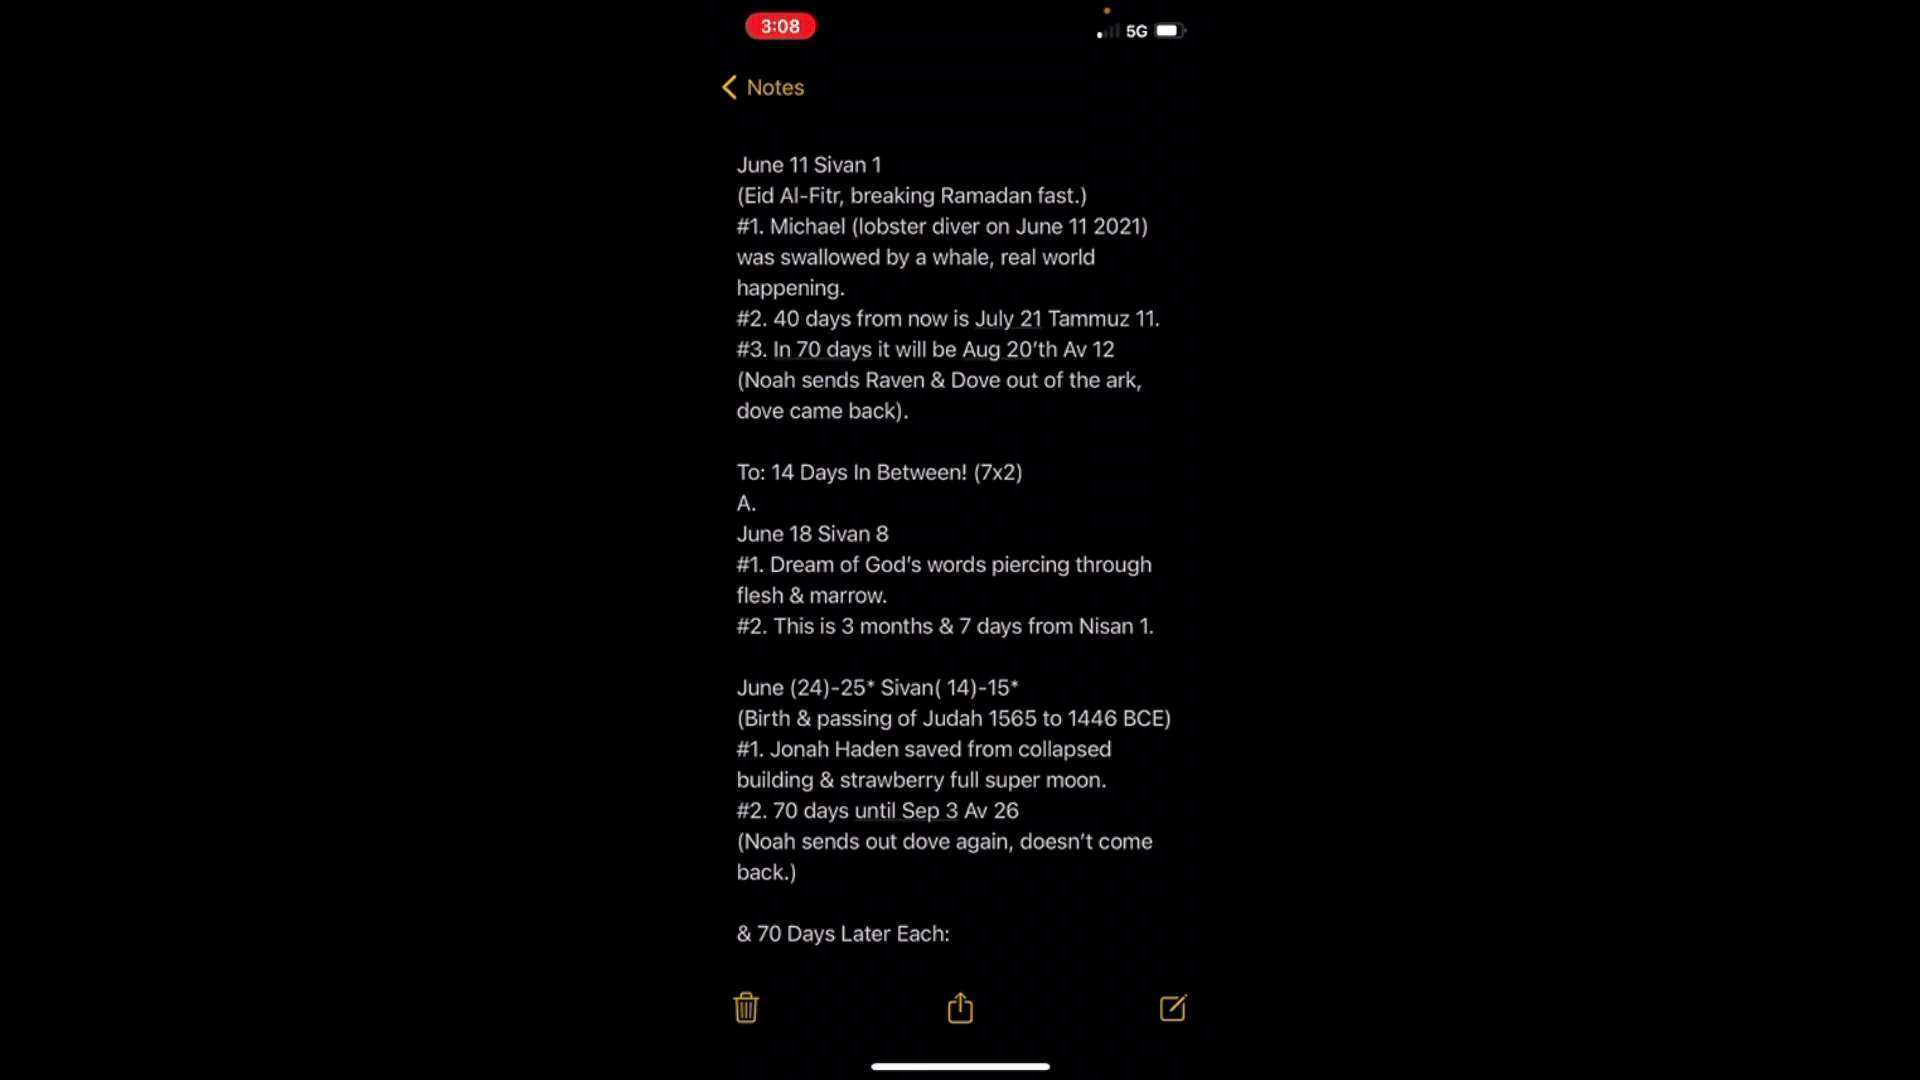 3:08
5G
Notes
June 11 Sivan 1
(Eid Al-Fitr, breaking Ramadan fast.)
#1. Michael (lobster diver on June 11 2021)
was swallowed by a whale, real world
happening.
#2. 40 days from now is July 21 Tammuz 11.
#3. In 70 days it will be Aug 20'th Av 12
(Noah sends Raven & Dove out of the ark,
dove came back).
To: 14 Days In Between! (7x2)
A.
June 18 Sivan 8
#1. Dream of God's words piercing through
flesh & marrow.
#2. This is 3 months & 7 days from Nisan 1.
June (24)-25* Sivan( 14)-15*
(Birth & passing of Judah 1565 to 1446 BCE)
#1. Jonah Haden saved from collapsed
building & strawberry full super moon.
#2. 70 days until Sep 3 Av 26
(Noah sends out dove again, doesn't come
back.)
& 70 Days Later Each: